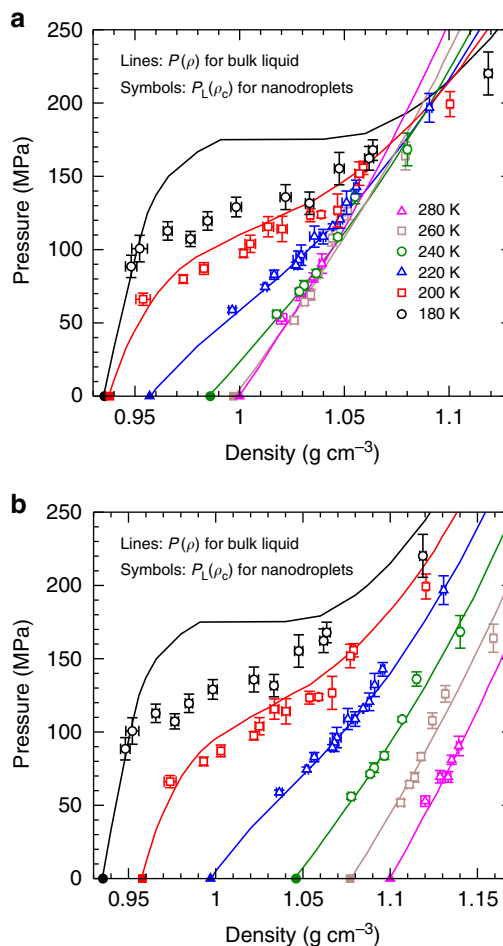 a
250
200
150
100
50
0
Pressure (MPa)
Lines: P(ρ) for bulk liquid
Symbols: P_L(ρ_c) for nanodroplets
280 K
260 K
240 K
220 K
200 K
180 K
0.95 1 1.05 1.1
Density (g cm⁻³)
b
250
200
150
100
50
0
Pressure (MPa)
Lines: P(ρ) for bulk liquid
Symbols: P_L(ρ_c) for nanodroplets
0.95 1 1.05 1.1 1.15
Density (g cm⁻³)